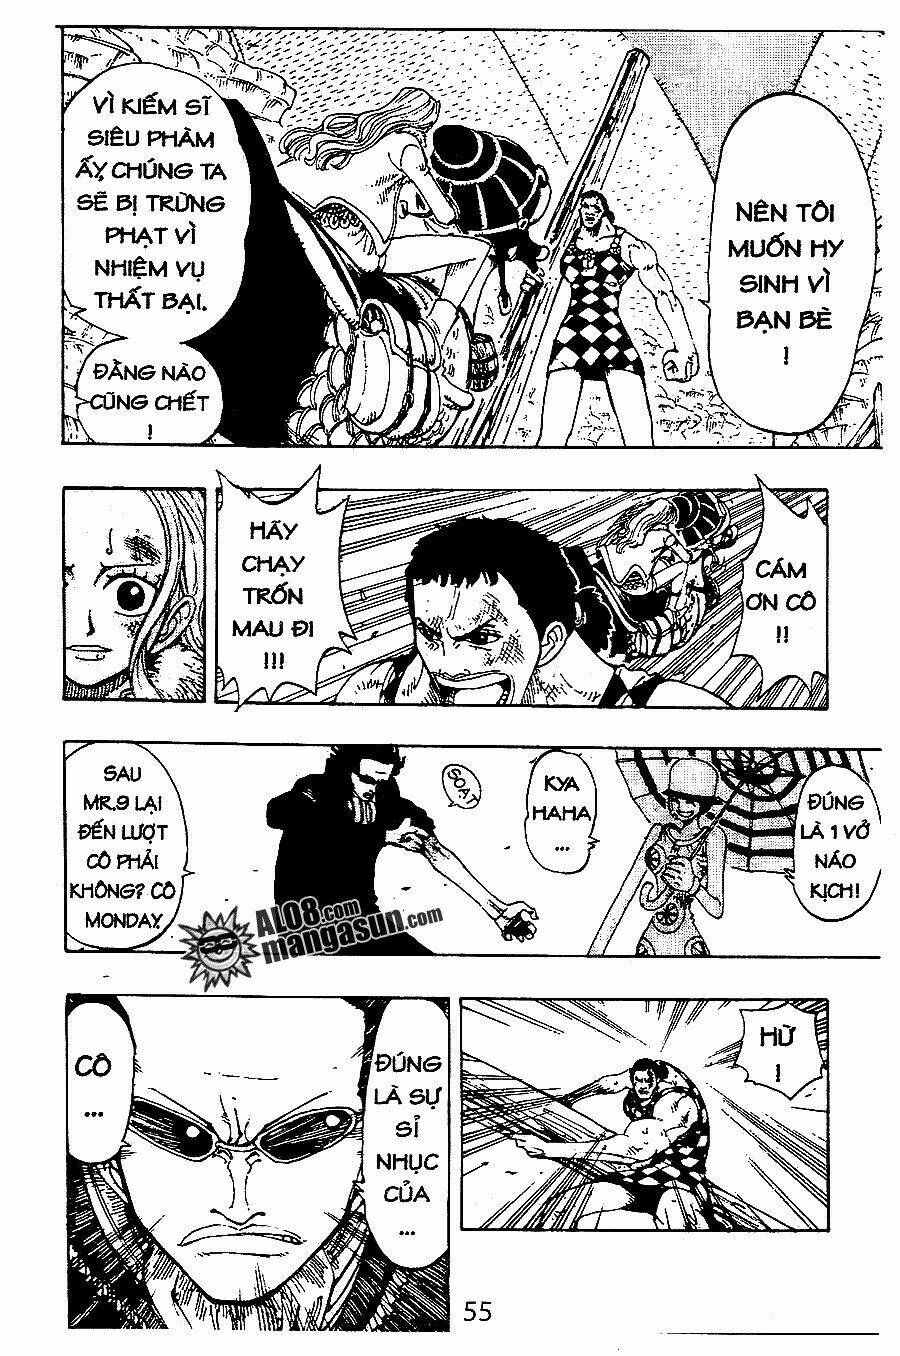 VÌ KIẾM SĨ
SIÊU PHÀM
ẤY, CHÚNG TA
SẼ BỊ TRỪNG
PHẠT VÌ
NHIỆM VỤ
THẤT BẠI.
ĐẰNG NÀO
CŨNG CHẾT
!
NÊN TÔI
MUỐN HY
SINH VÌ
BẠN BÈ
!
HÃY
CHẠY
TRỐN
MAU ĐI
!!!
CÁM
ƠN CÔ
!!
SAU
MR.9 LẠI
ĐẾN LƯỢT
CÔ PHẢI
KHÔNG? CÔ
MONDAY.
SOẠT
KYA
HAHA
...
ĐÚNG
LÀ 1 VỞ
NÁO
KỊCH!
ALO8.com
mangasun.com
CÔ
...
ĐÚNG
LÀ SỰ
SỈ
NHỤC
CỦA
...
HỪ
!
55